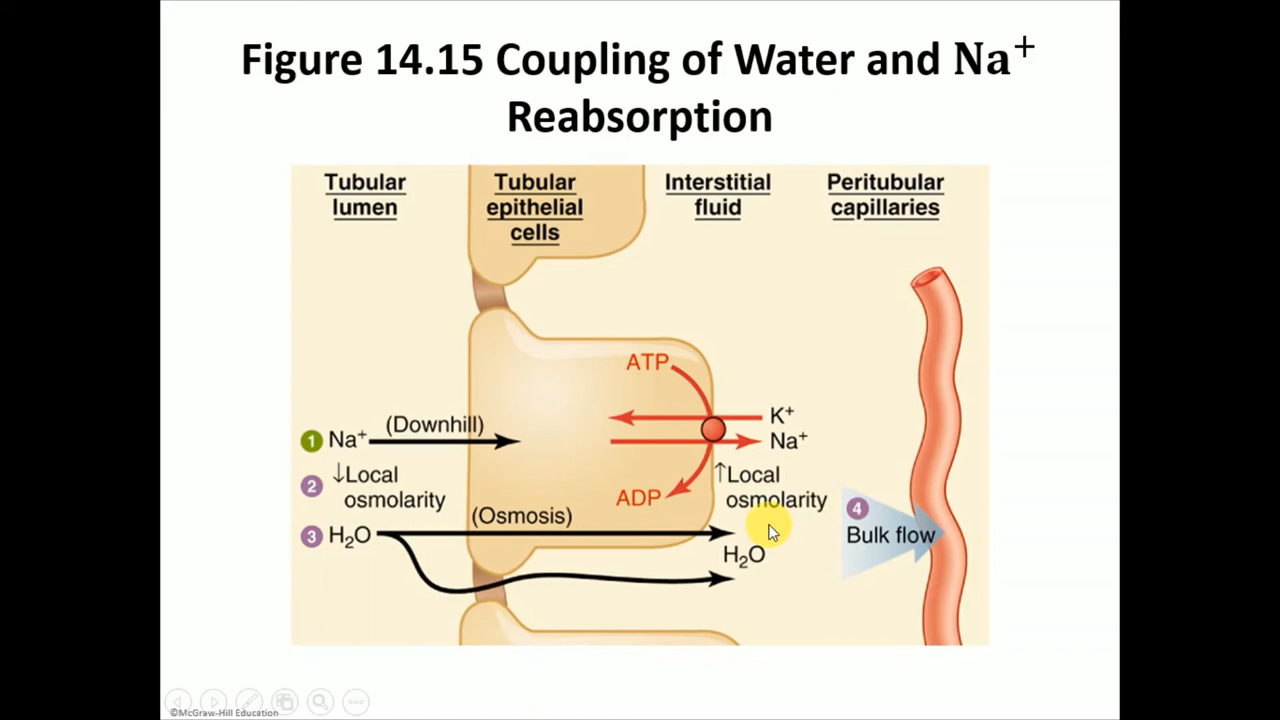 Figure 14.15 Coupling of Water and Na⁺
Reabsorption
Tubular
lumen
Tubular
epithelial
cells
Interstitial
fluid
Peritubular
capillaries
ATP
(Downhill)
1 Na⁺
K⁺
Na⁺
2 ↓Local
osmolarity
ADP
↑Local
osmolarity
(Osmosis)
3 H₂O
H₂O
4
Bulk flow
©McGraw-Hill Education